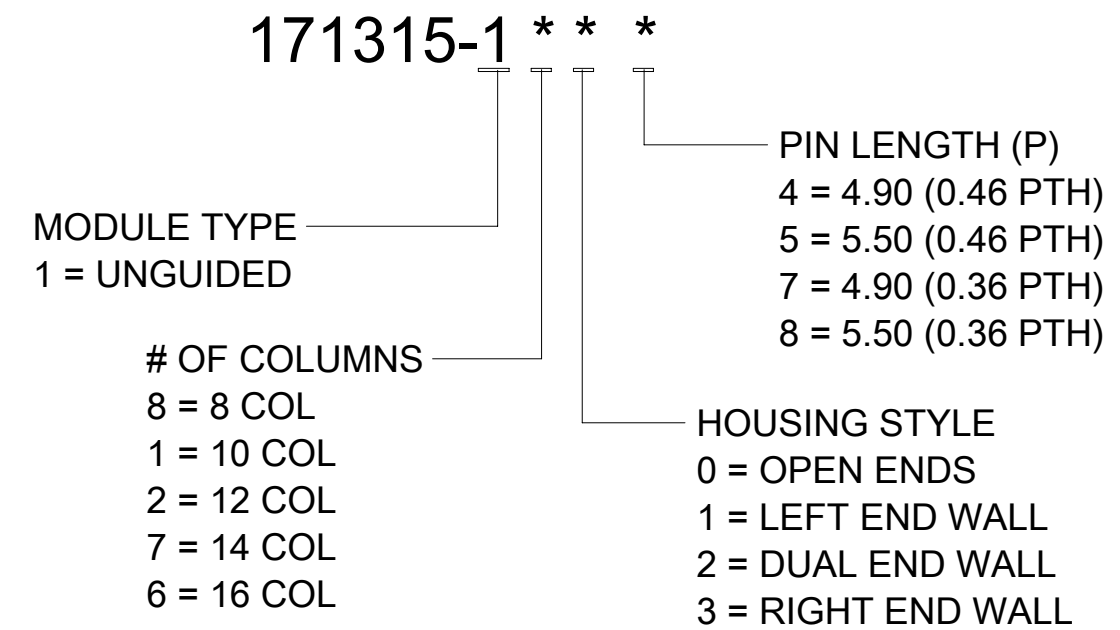 171315-1 * * *
PIN LENGTH (P)
4 = 4.90 (0.46 PTH)
5 = 5.50 (0.46 PTH)
7 = 4.90 (0.36 PTH)
8 = 5.50 (0.36 PTH)
MODULE TYPE
1 = UNGUIDED
# OF COLUMNS
8 = 8 COL
1 = 10 COL
2 = 12 COL
7 = 14 COL
6 = 16 COL
HOUSING STYLE
0 = OPEN ENDS
1 = LEFT END WALL
2 = DUAL END WALL
3 = RIGHT END WALL